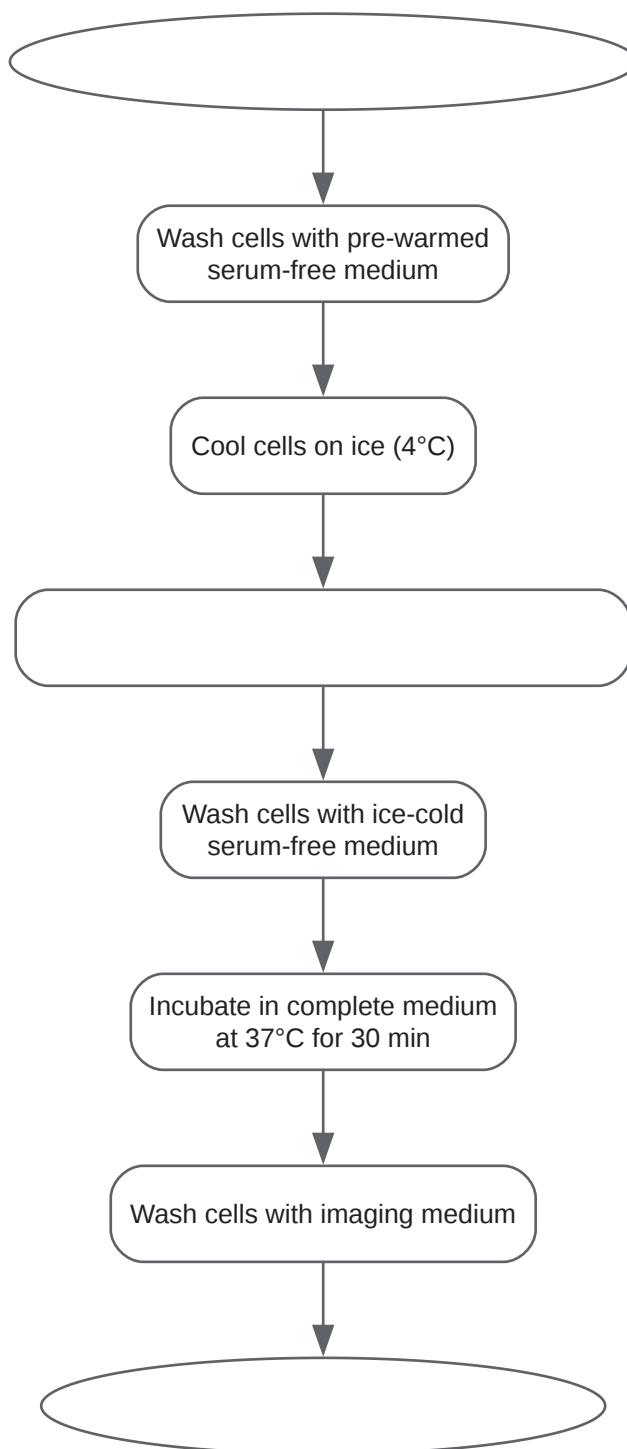 Wash cells with pre-warmed
serum-free medium
Cool cells on ice (4°C)
Wash cells with ice-cold
serum-free medium
Incubate in complete medium
at 37°C for 30 min
Wash cells with imaging medium